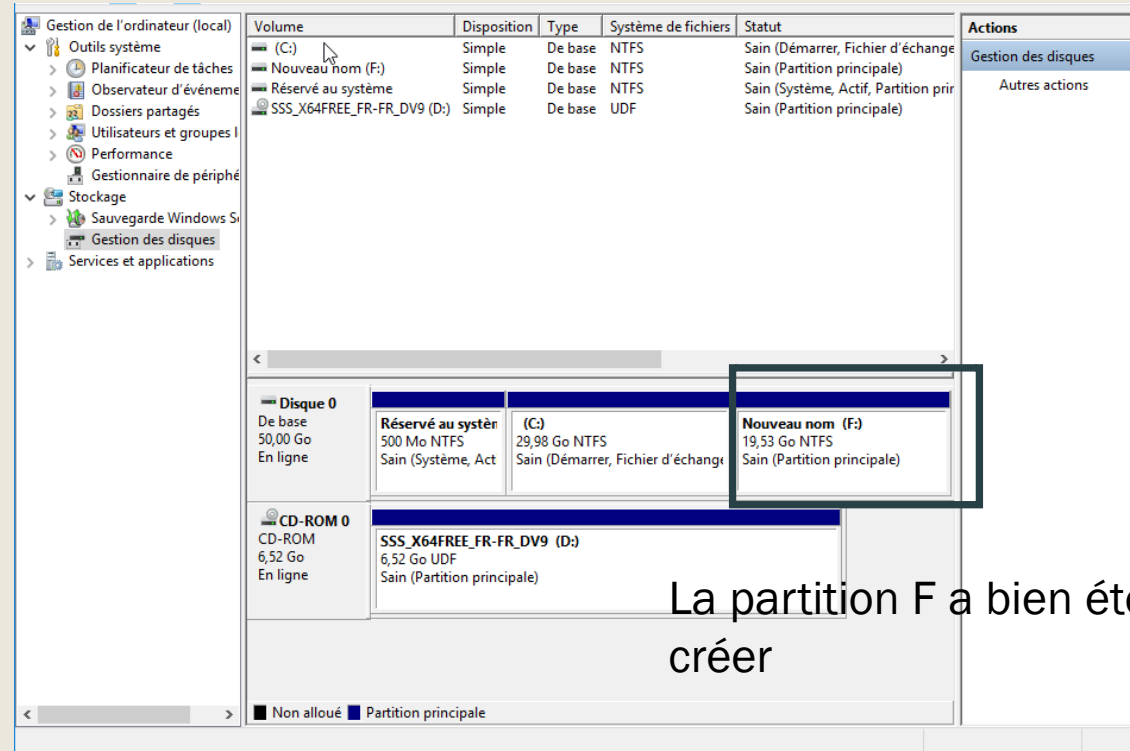 Gestion de l'ordinateur (local)
Outils système
Planificateur de tâches
Observateur d'événeme
Dossiers partagés
Utilisateurs et groupes l
Performance
Gestionnaire de périphé
Stockage
Sauvegarde Windows Se
Gestion des disques
Services et applications
Volume Disposition Type Système de fichiers Statut
(C:) Simple De base NTFS Sain (Démarrer, Fichier d'échange
Nouveau nom (F:) Simple De base NTFS Sain (Partition principale)
Réservé au système Simple De base NTFS Sain (Système, Actif, Partition prin
SSS_X64FREE_FR-FR_DV9 (D:) Simple De base UDF Sain (Partition principale)
Actions
Gestion des disques
Autres actions
Disque 0
De base
50,00 Go
En ligne
Réservé au systèn
500 Mo NTFS
Sain (Système, Act
(C:)
29,98 Go NTFS
Sain (Démarrer, Fichier d'échange
Nouveau nom (F:)
19,53 Go NTFS
Sain (Partition principale)
CD-ROM 0
CD-ROM
6,52 Go
En ligne
SSS_X64FREE_FR-FR_DV9 (D:)
6,52 Go UDF
Sain (Partition principale)
La partition F a bien été
créer
Non alloué Partition principale